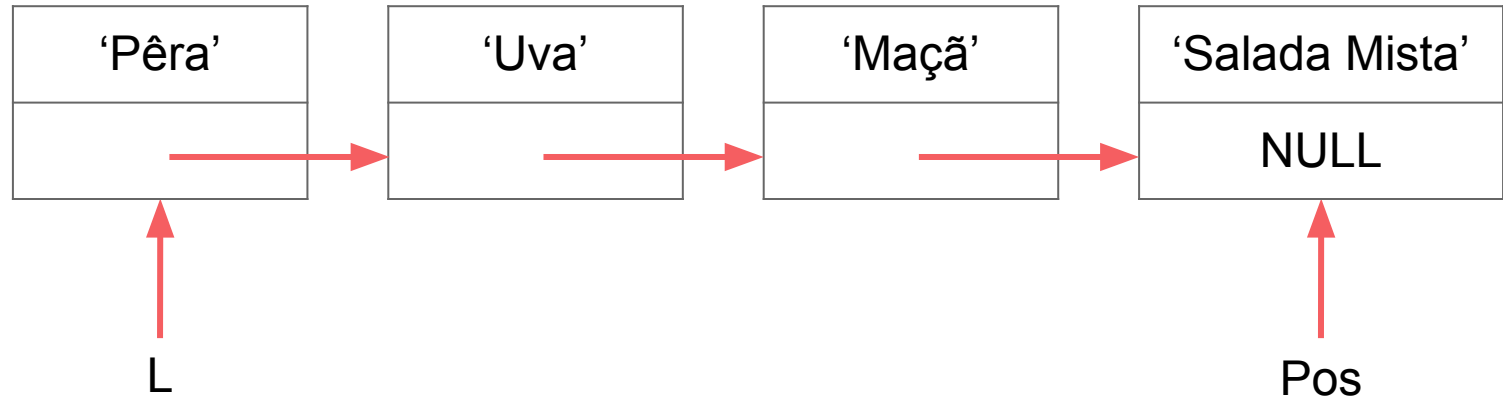 ‘Pêra’
‘Uva’
‘Maçã’
‘Salada Mista’
NULL
L
Pos